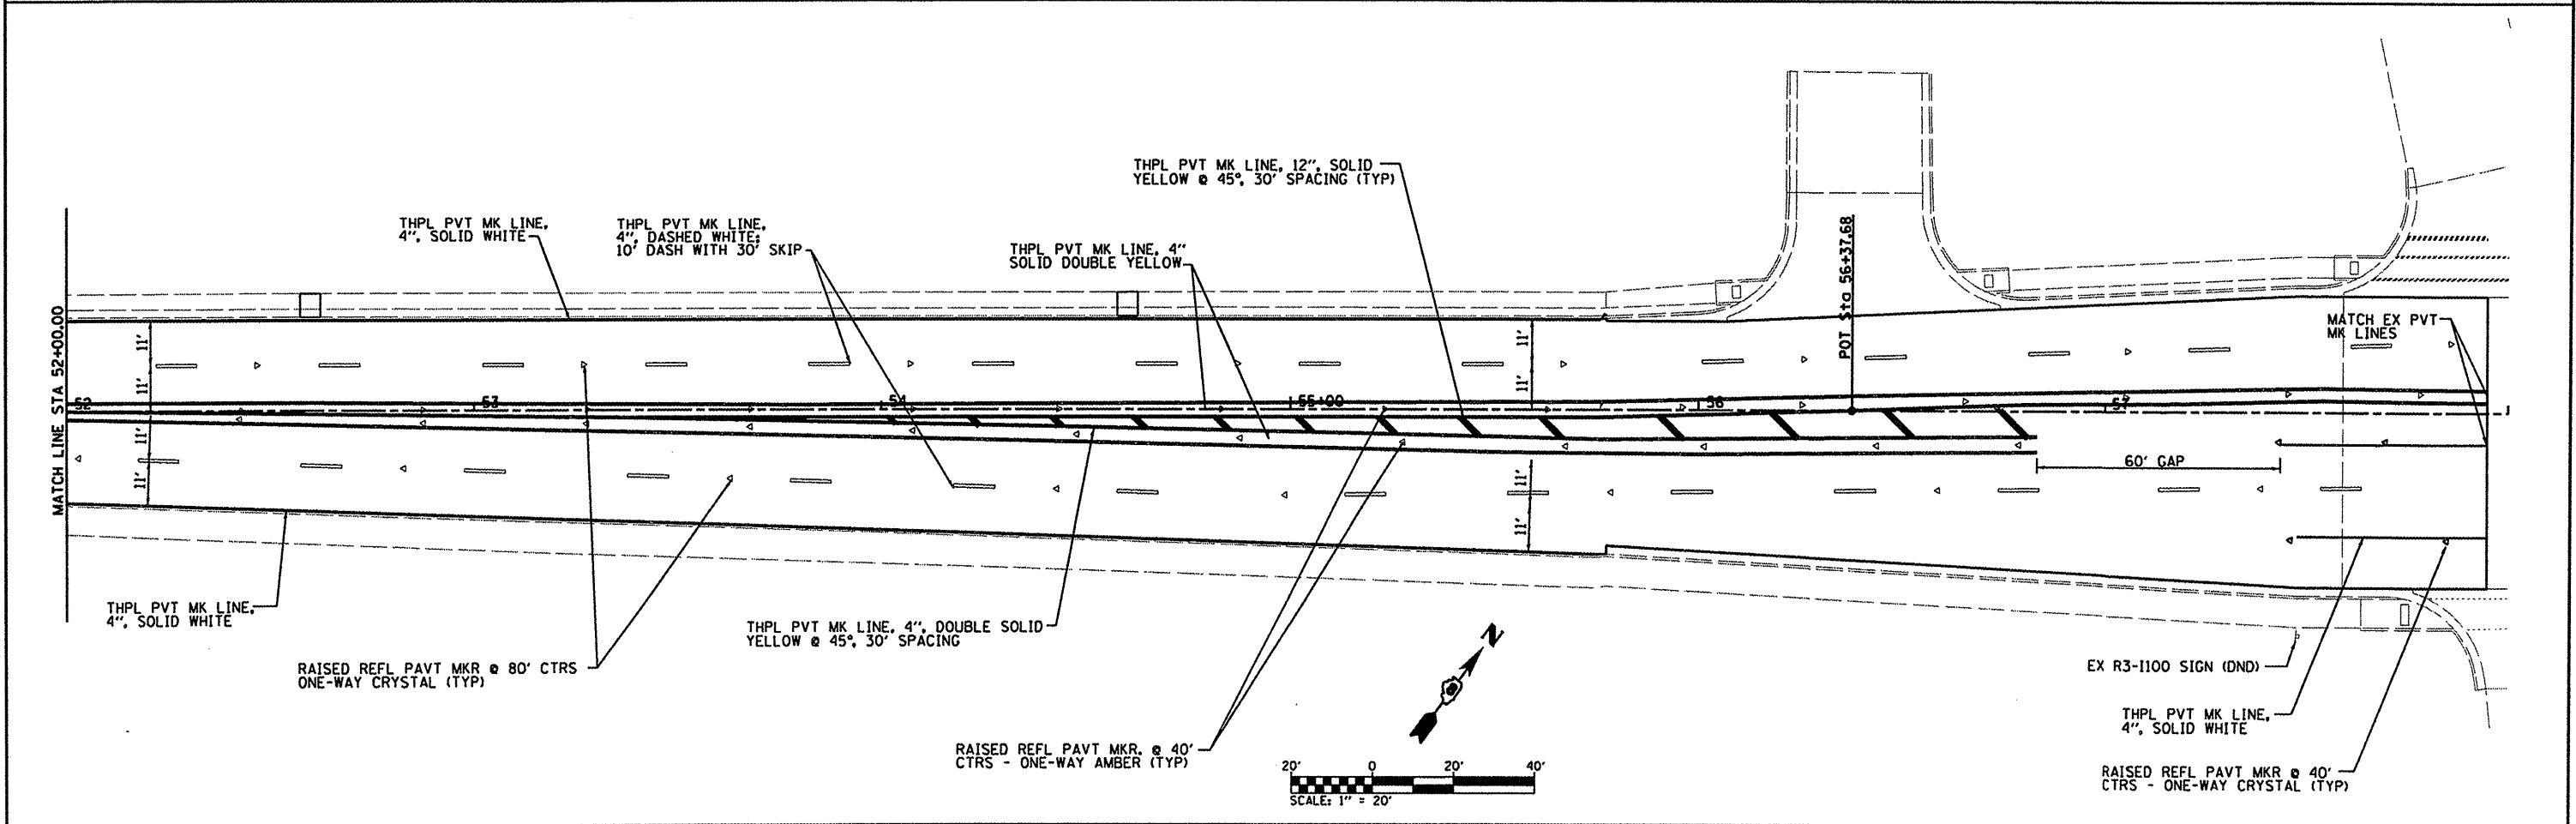 THPL PVT MK LINE, 12", SOLID
YELLOW @ 45°, 30' SPACING (TYP)
THPL PVT MK LINE,
4", SOLID WHITE
THPL PVT MK LINE,
4", DASHED WHITE;
10' DASH WITH 30' SKIP
THPL PVT MK LINE, 4"
SOLID DOUBLE YELLOW
POT Sta 56+37.68
MATCH EX PVT
MK LINES
MATCH LINE STA 52+00.00
11'
11'
11'
11'
11'
11'
11'
11'
52
53
54
55+00
56
57
60' GAP
THPL PVT MK LINE,
4", SOLID WHITE
THPL PVT MK LINE, 4", DOUBLE SOLID
YELLOW @ 45°, 30' SPACING
RAISED REFL PAVT MKR @ 80' CTRS
ONE-WAY CRYSTAL (TYP)
RAISED REFL PAVT MKR. @ 40'
CTRS - ONE-WAY AMBER (TYP)
N
20' 0 20' 40'
SCALE: 1" = 20'
EX R3-I100 SIGN (DND)
THPL PVT MK LINE,
4", SOLID WHITE
RAISED REFL PAVT MKR @ 40'
CTRS - ONE-WAY CRYSTAL (TYP)